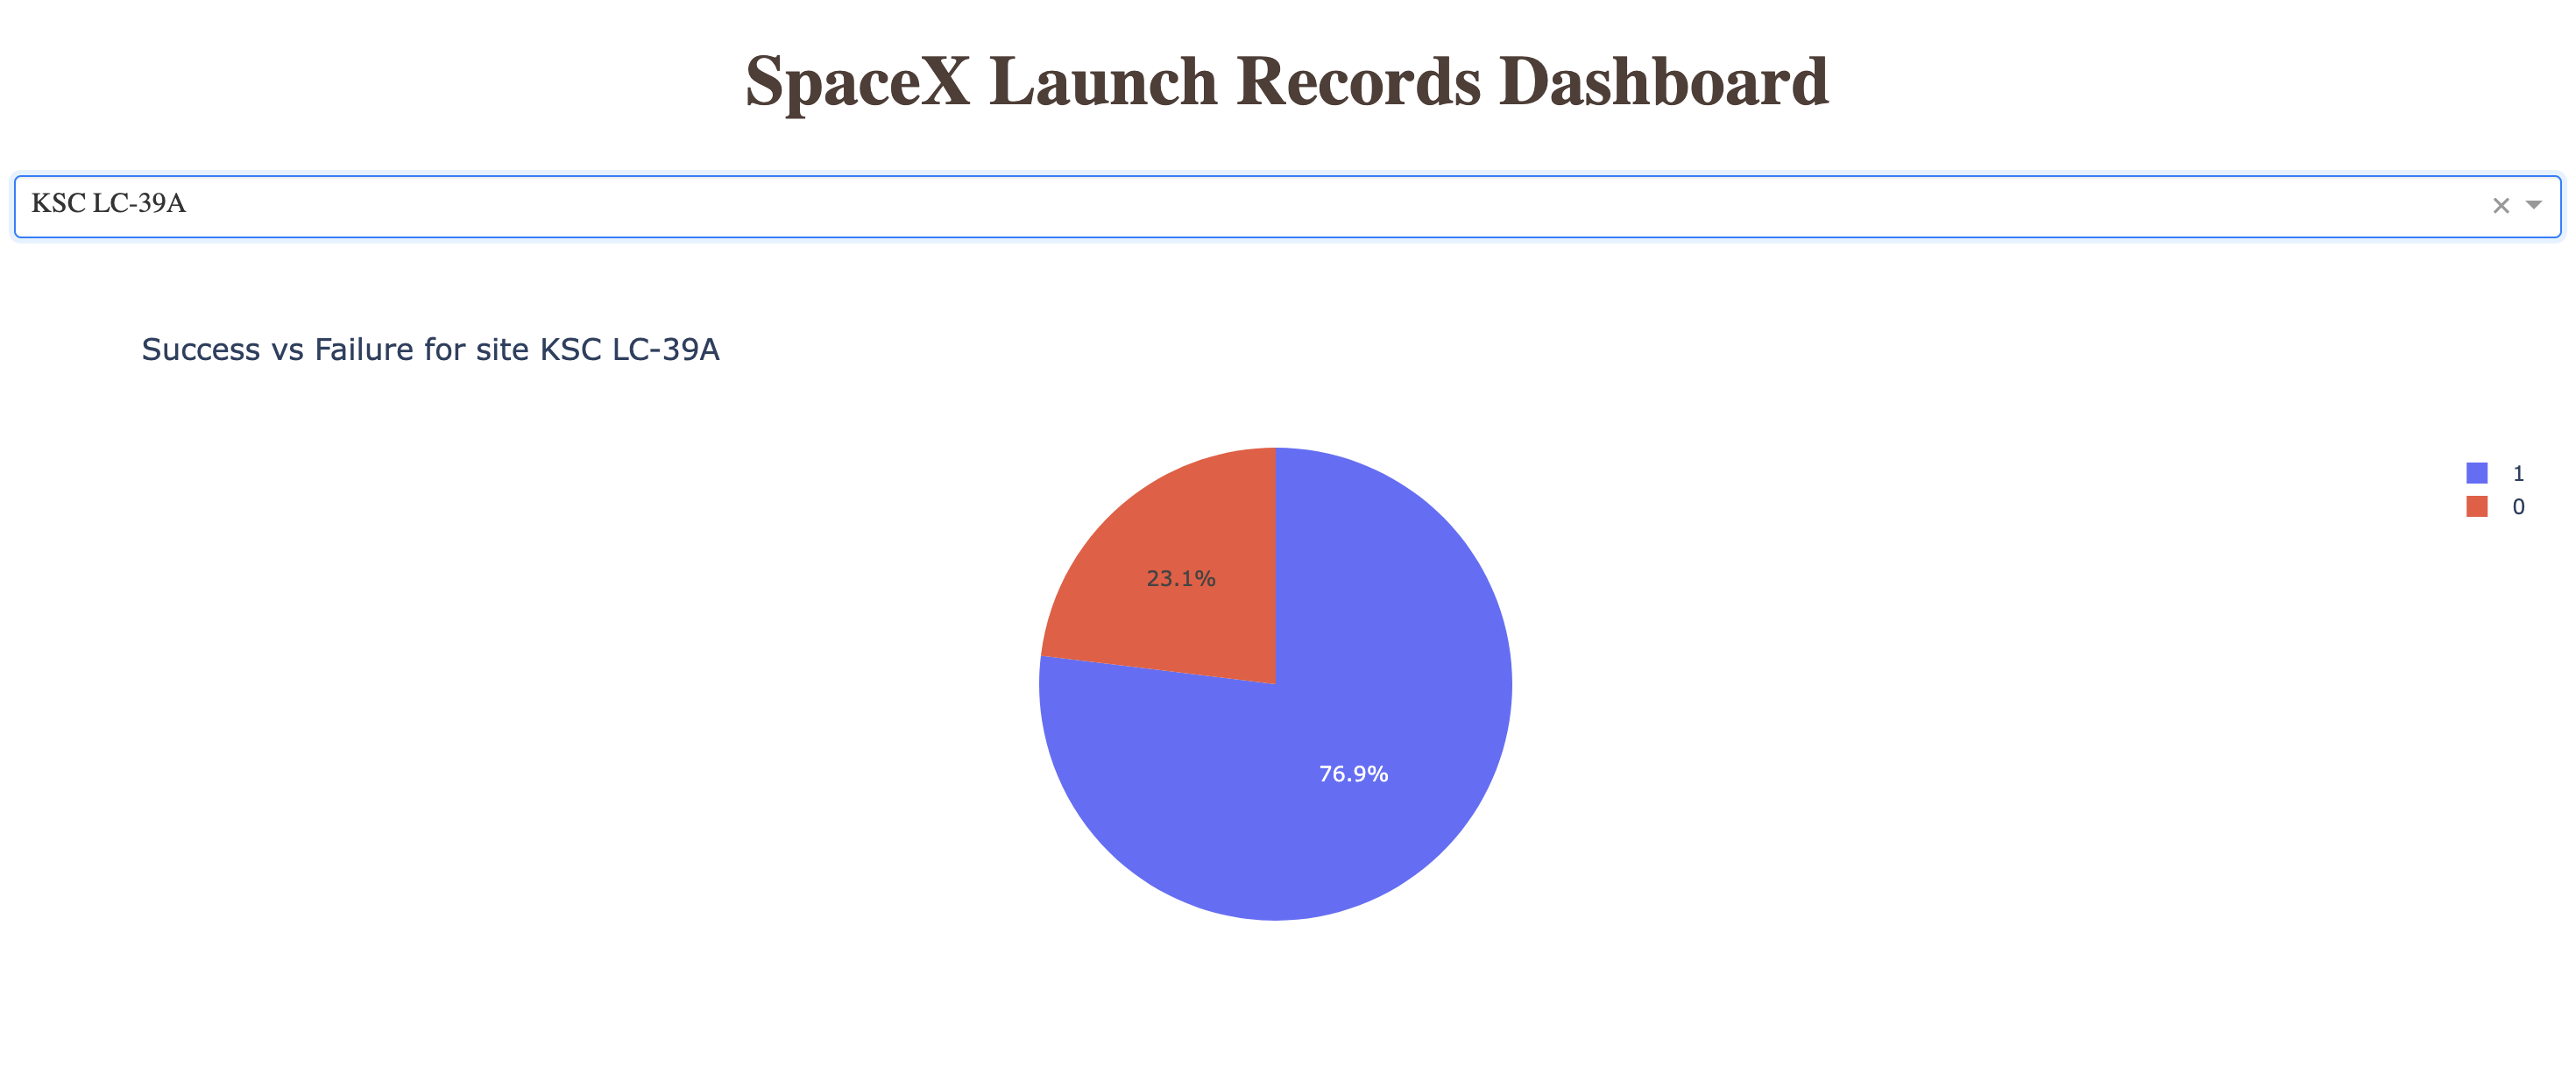 SpaceX Launch Records Dashboard
KSC LC-39A
Success vs Failure for site KSC LC-39A
1
0
23.1%
76.9%